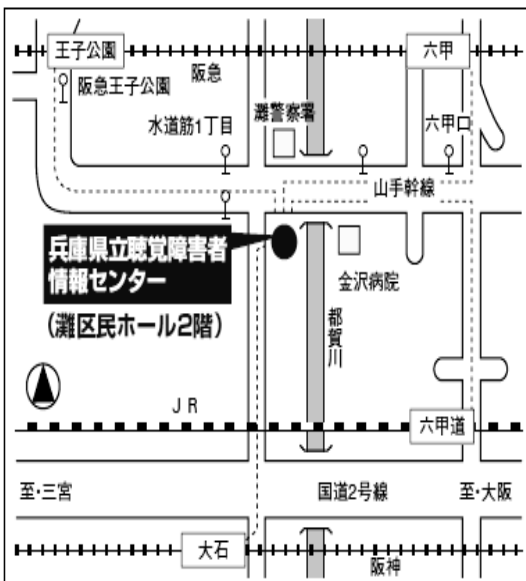 王子公園
六甲
阪急
阪急王子公園
水道筋1丁目
灘警察署
六甲口
山手幹線
兵庫県立聴覚障害者
情報センター
(灘区民ホール2階)
金沢病院
都賀川
JR
六甲道
至・三宮
国道2号線
至・大阪
大石
阪神